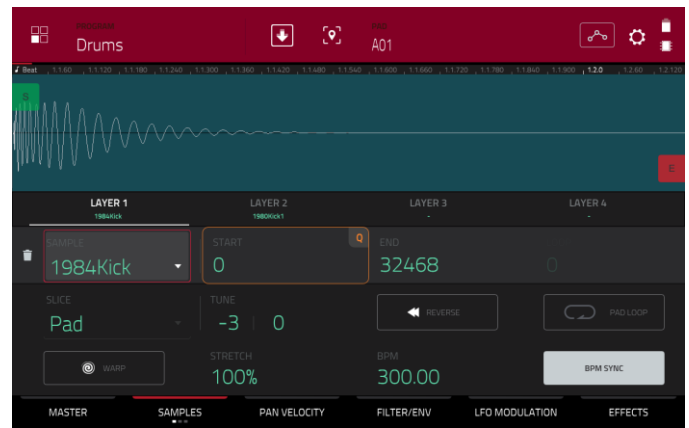 PROGRAM
PAD
Drums
A01
Beat 1.1.60 1.1.120 1.1.180 1.1.240 1.1.300 1.1.360 1.1.420 1.1.480 1.1.540 1.1.600 1.1.660 1.1.720 1.1.780 1.1.840 1.1.900 1.2.0 1.2.60 1.2.120
S
E
LAYER 1 LAYER 2 LAYER 3 LAYER 4
1984Kick 1980Kick1 - -
SAMPLE START Q END
1984Kick 0 32468 0
SLICE TUNE
Pad -3 0 REVERSE PAD LOOP
STRETCH BPM
WARP 100% 300.00 BPM SYNC
MASTER SAMPLES PAN VELOCITY FILTER/ENV LFO MODULATION EFFECTS